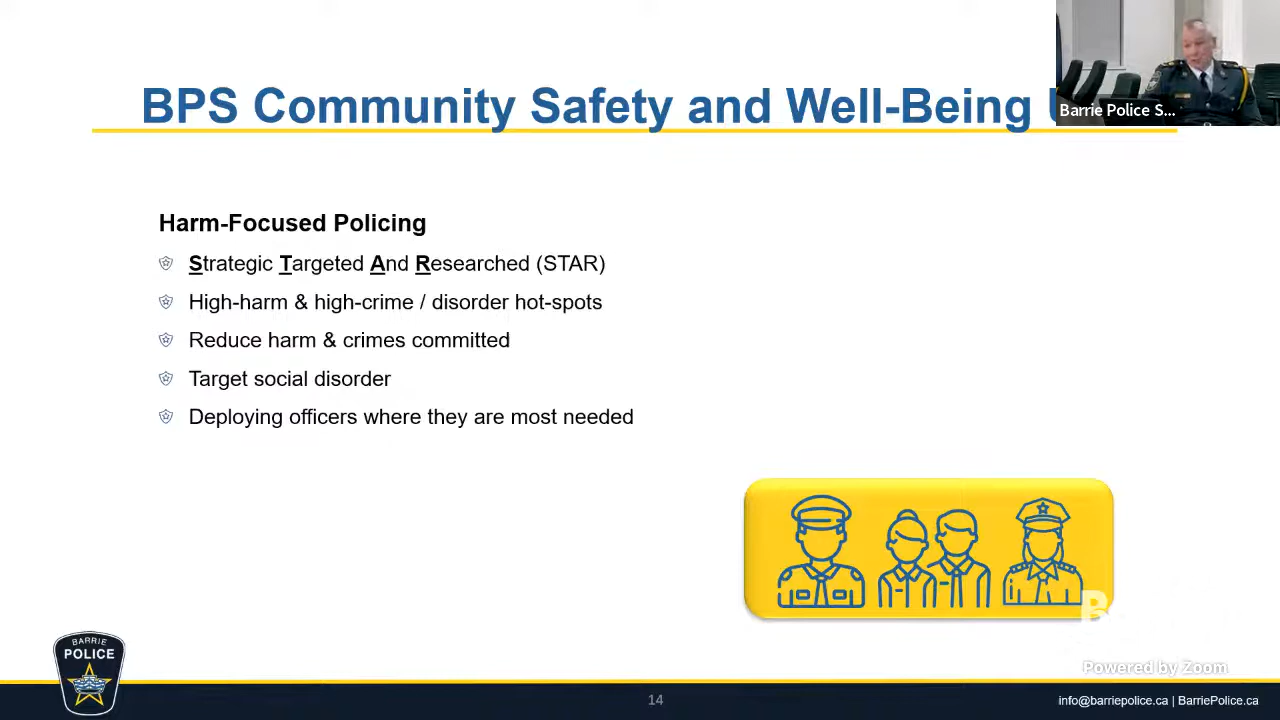 BPS Community Safety and Well-Being
Barrie Police S...
Harm-Focused Policing
Strategic Targeted And Researched (STAR)
High-harm & high-crime / disorder hot-spots
Reduce harm & crimes committed
Target social disorder
Deploying officers where they are most needed
BARRIE
POLICE
Powered by Zoom
14
info@barriepolice.ca | BarriePolice.ca